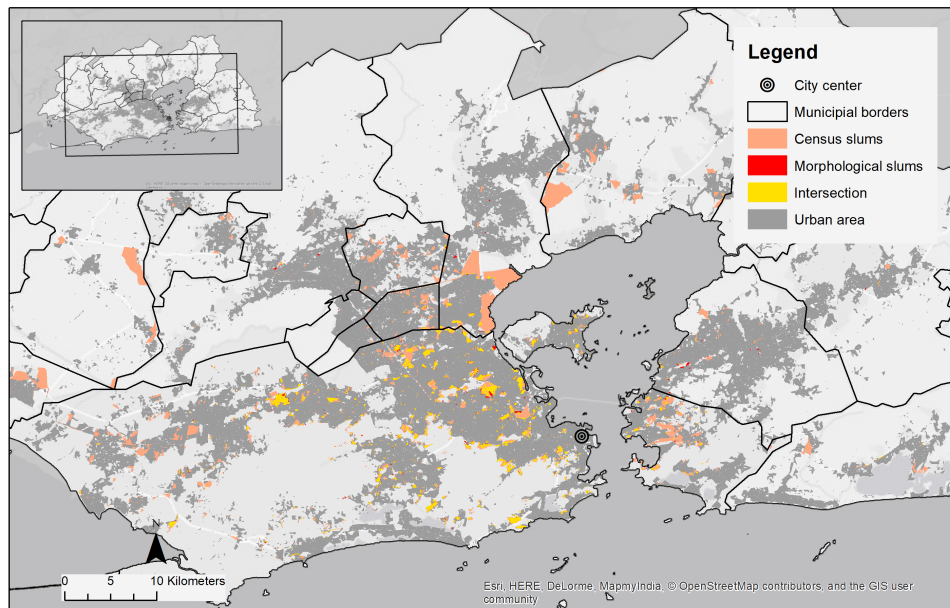 Legend
City center
Municipial borders
Census slums
Morphological slums
Intersection
Urban area
N
0 5 10 Kilometers
Esri, HERE, DeLorme, MapmyIndia, © OpenStreetMap contributors, and the GIS user
community